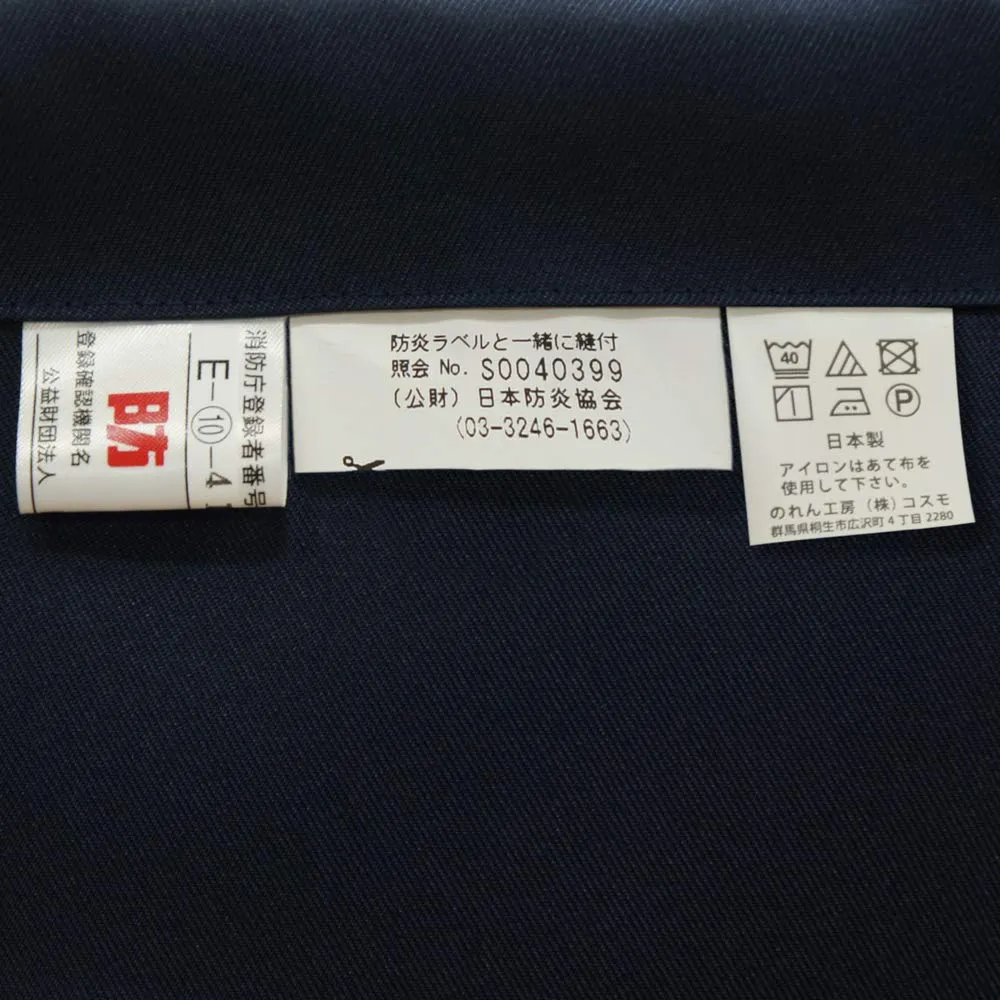 消防庁登録者番号
E-⑩-4
防
登録確認機関名
公益財団法人
防炎ラベルと一緒に縫付
照会 No. S0040399
(公財) 日本防炎協会
(03-3246-1663)
40
P
日本製
アイロンはあて布を
使用して下さい。
のれん工房 (株) コスモ
群馬県桐生市広沢町4丁目2280